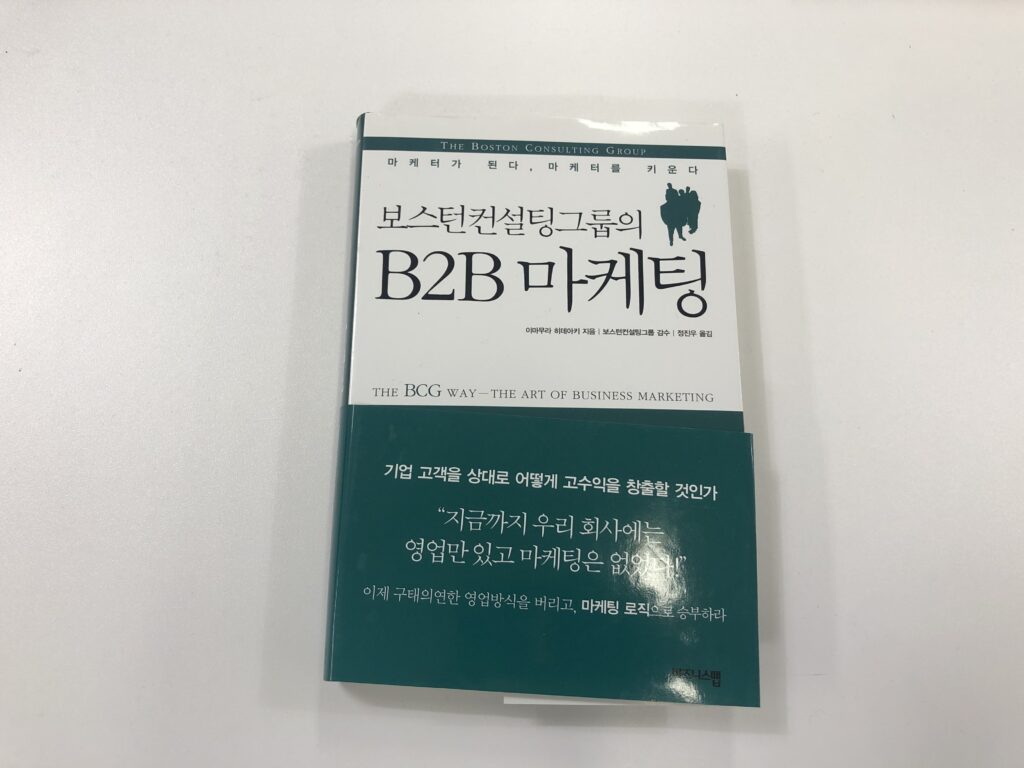 THE BOSTON CONSULTING GROUP
마케터가 된다, 마케터를 키운다
보스턴컨설팅그룹의
B2B 마케팅
이마무라 히데아키 지음 | 보스턴컨설팅그룹 감수 | 정진우 옮김
THE BCG WAY—THE ART OF BUSINESS MARKETING
기업 고객을 상대로 어떻게 고수익을 창출할 것인가
“지금까지 우리 회사에는
영업만 있고 마케팅은 없었다!”
이제 구태의연한 영업방식을 버리고, 마케팅 로직으로 승부하라
비즈니스맵